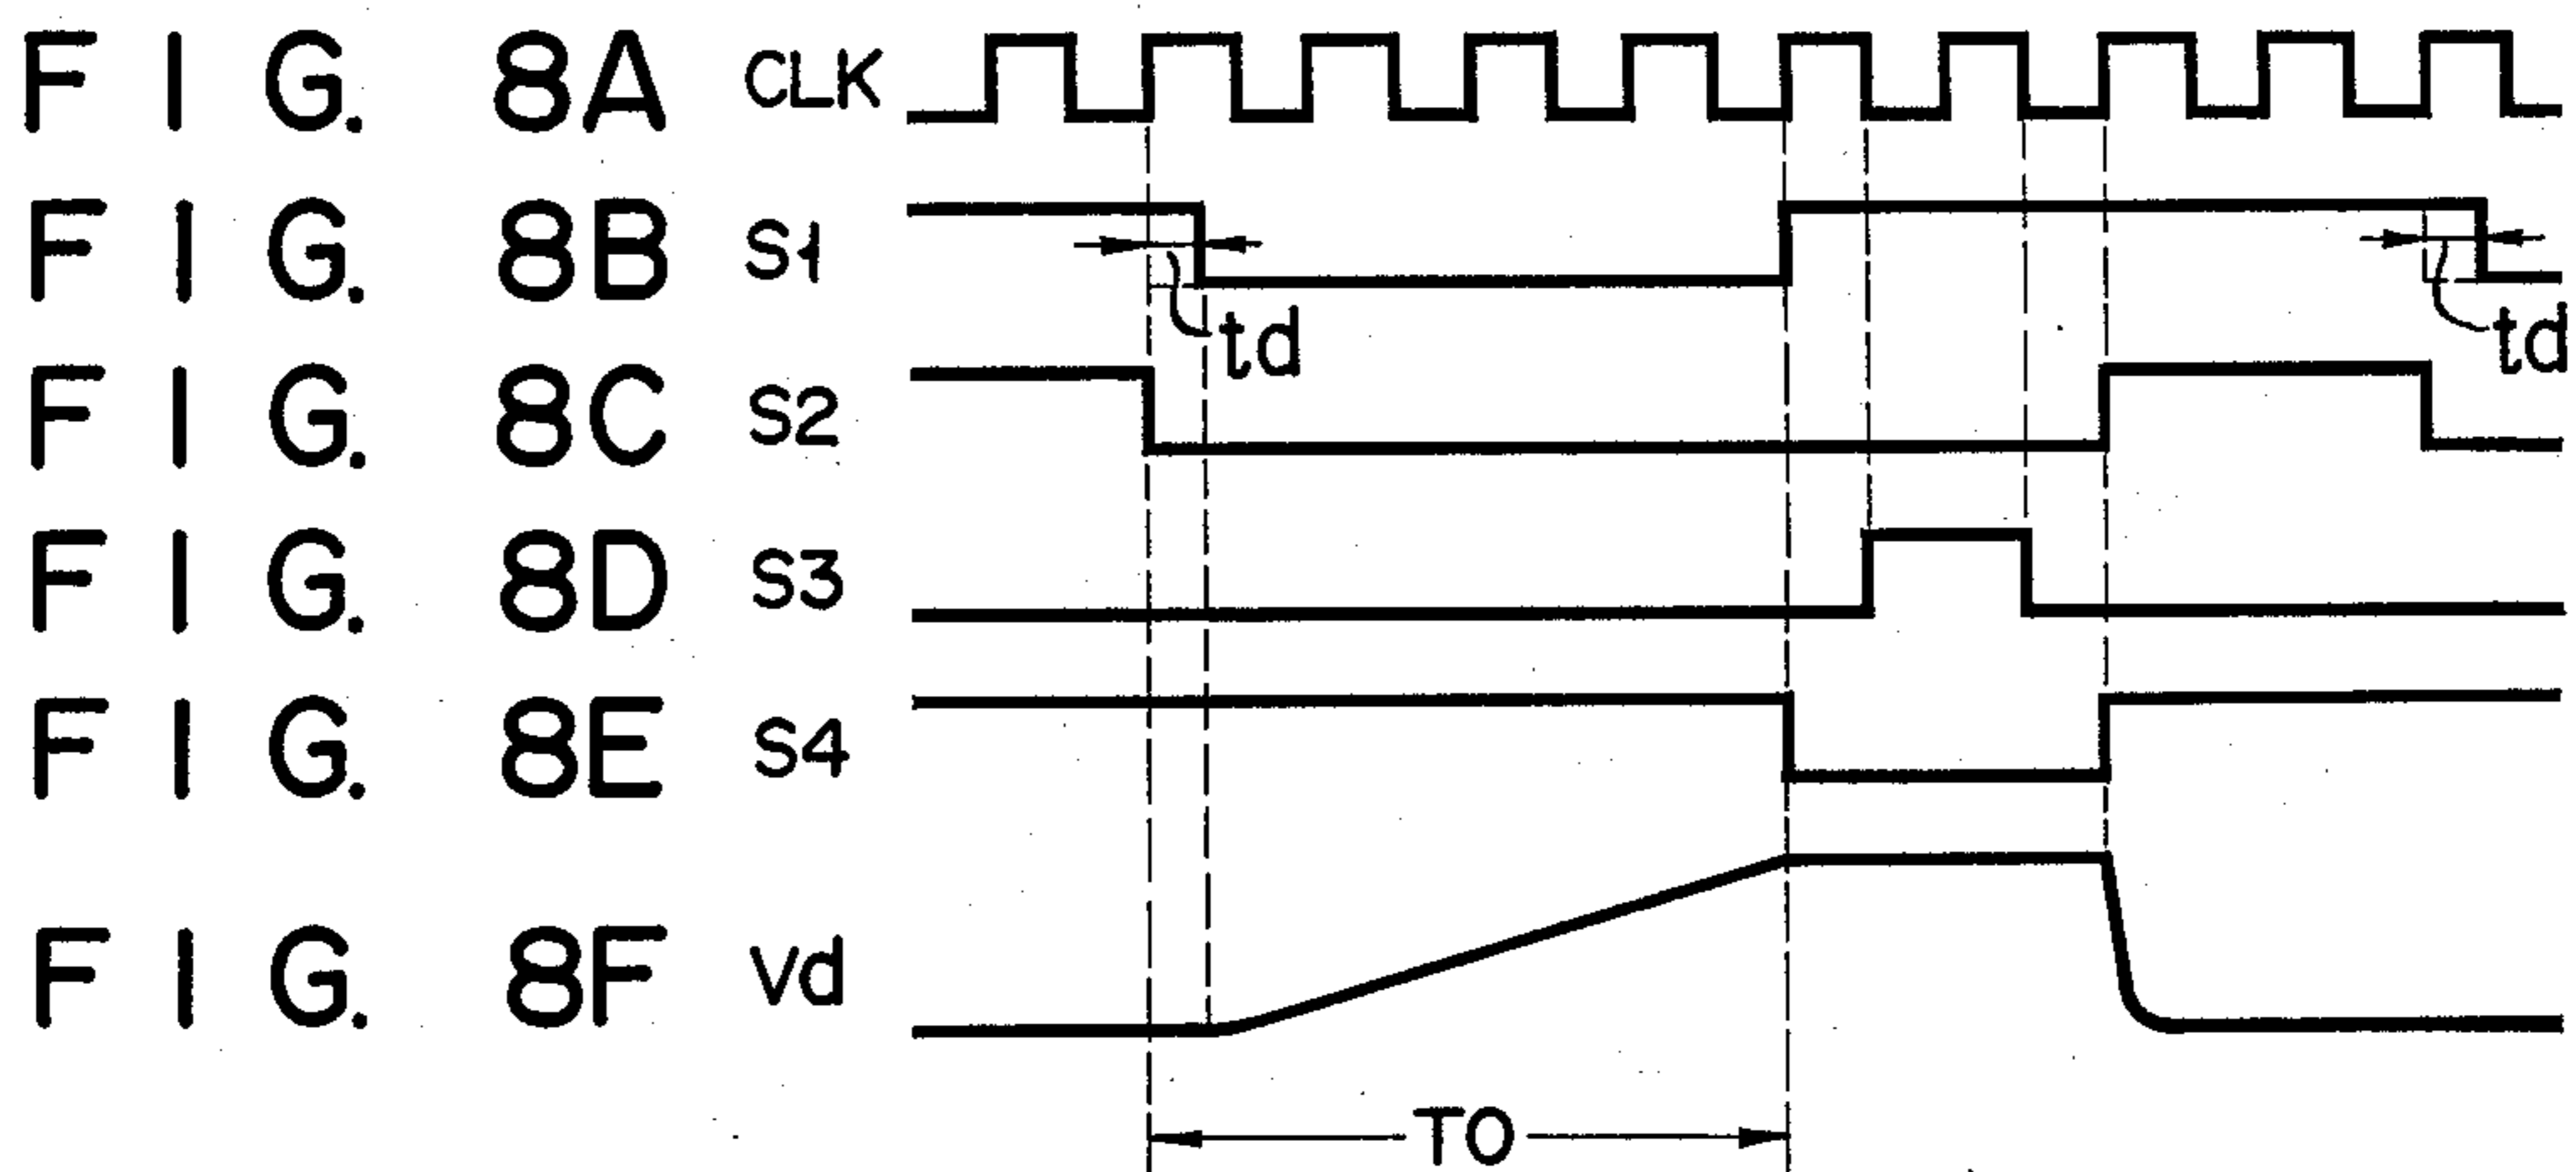 FIG. 8A CLK
FIG. 8B S1
td
td
FIG. 8C S2
FIG. 8D S3
FIG. 8E S4
FIG. 8F Vd
TO